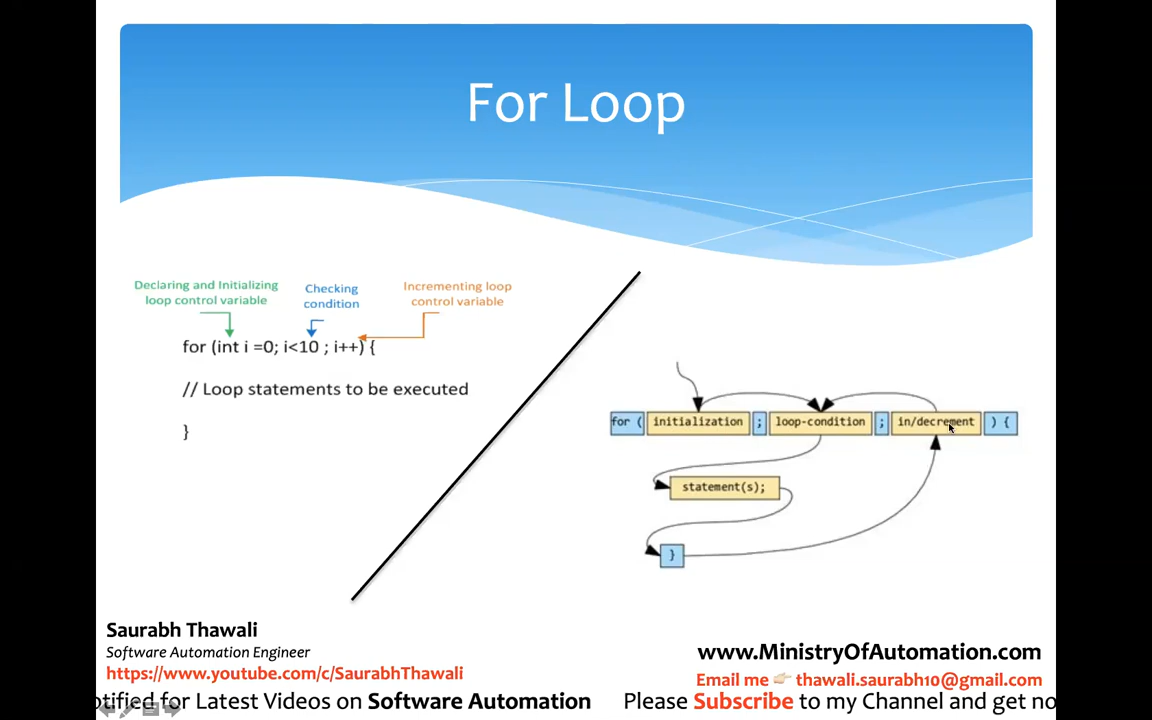 For Loop
Declaring and Initializing
loop control variable
Checking
condition
Incrementing loop
control variable
for (int i =0; i<10 ; i++) {
// Loop statements to be executed
}
for ( initialization ; loop-condition ; in/decrement ) {
statement(s);
}
Saurabh Thawali
Software Automation Engineer
https://www.youtube.com/c/SaurabhThawali
www.MinistryOfAutomation.com
Email me 👉🏻 thawali.saurabh10@gmail.com
otified for Latest Videos on Software Automation Please Subscribe to my Channel and get no